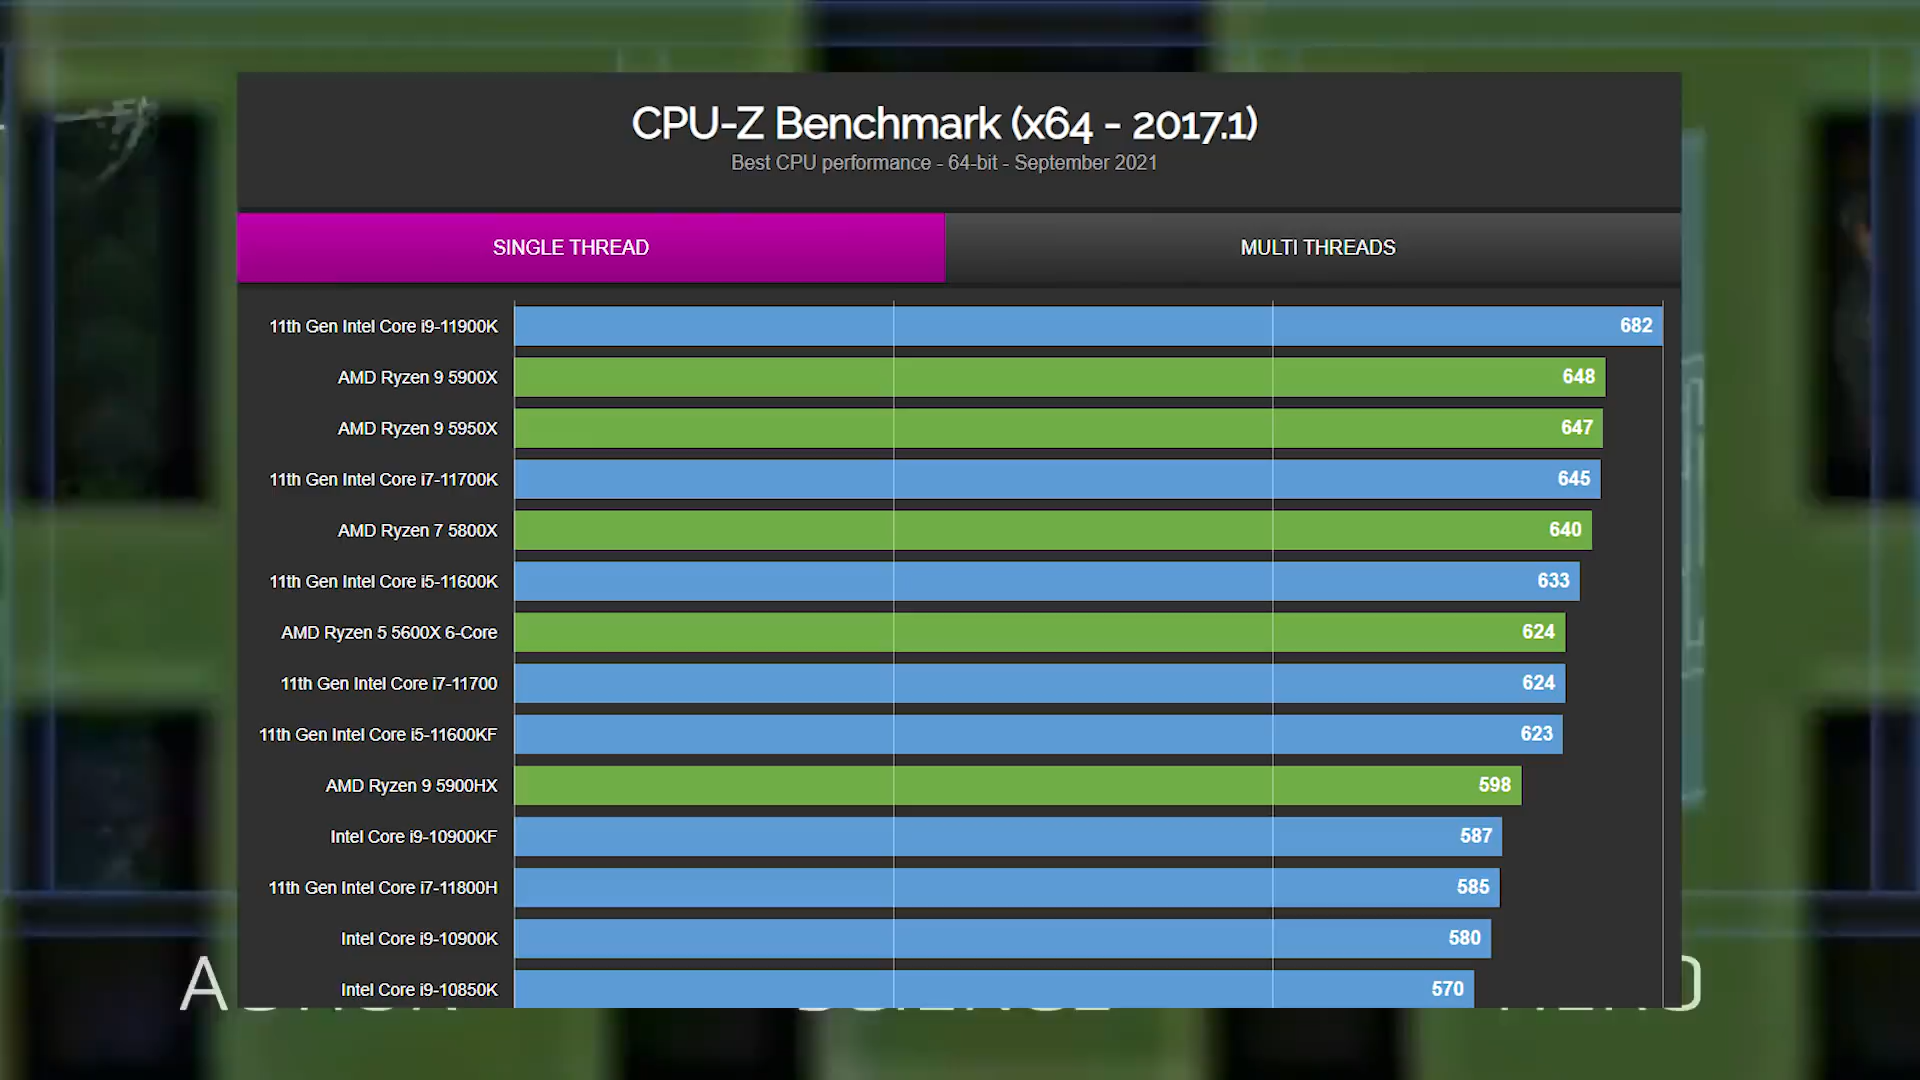 CPU-Z Benchmark (x64 - 2017.1)
Best CPU performance - 64-bit - September 2021
SINGLE THREAD
MULTI THREADS
11th Gen Intel Core i9-11900K 682
AMD Ryzen 9 5900X 648
AMD Ryzen 9 5950X 647
11th Gen Intel Core i7-11700K 645
AMD Ryzen 7 5800X 640
11th Gen Intel Core i5-11600K 633
AMD Ryzen 5 5600X 6-Core 624
11th Gen Intel Core i7-11700 624
11th Gen Intel Core i5-11600KF 623
AMD Ryzen 9 5900HX 598
Intel Core i9-10900KF 587
11th Gen Intel Core i7-11800H 585
Intel Core i9-10900K 580
Intel Core i9-10850K 570